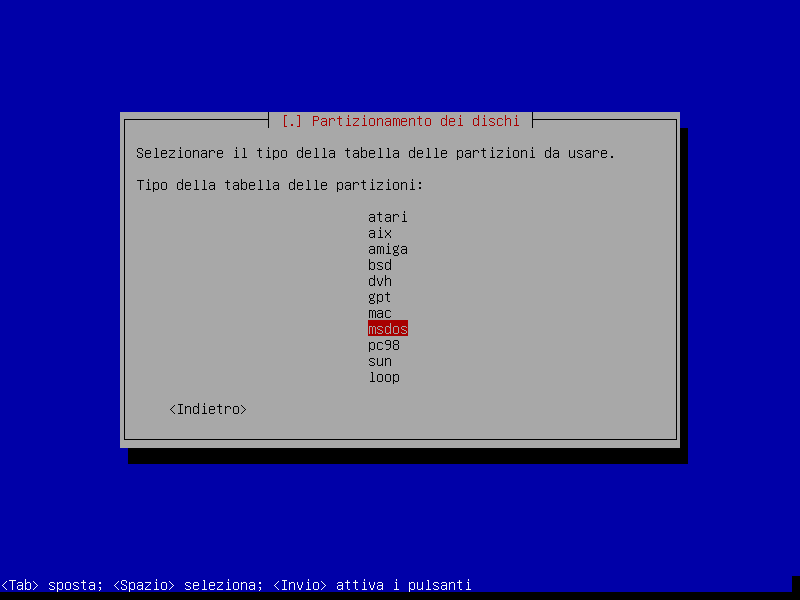 [.] Partizionamento dei dischi
Selezionare il tipo della tabella delle partizioni da usare.
Tipo della tabella delle partizioni:
atari
aix
amiga
bsd
dvh
gpt
mac
msdos
pc98
sun
loop
<Indietro>
<Tab> sposta; <Spazio> seleziona; <Invio> attiva i pulsanti